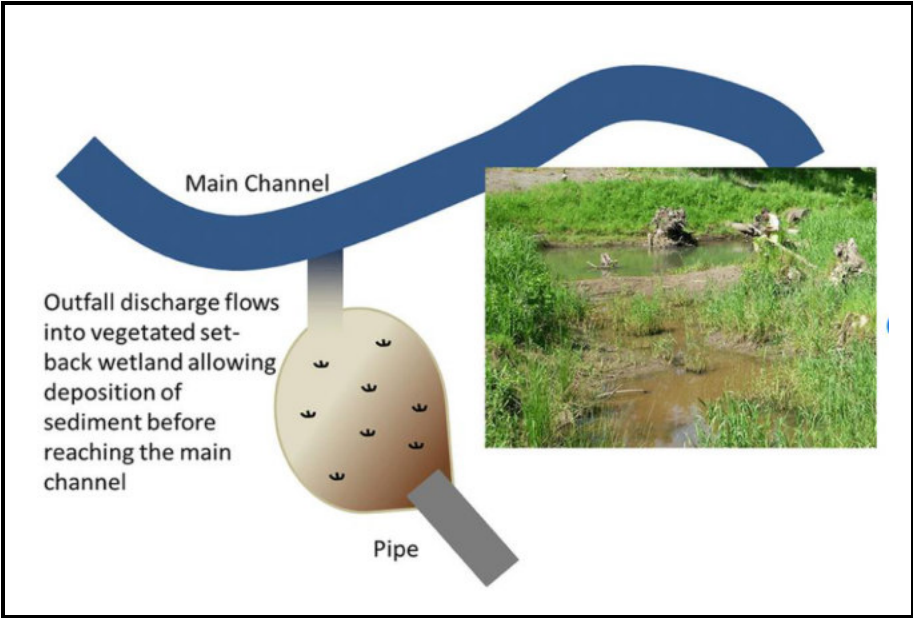 Main Channel
Outfall discharge flows
into vegetated set-
back wetland allowing
deposition of
sediment before
reaching the main
channel
Pipe